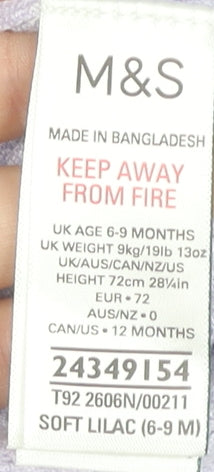 M&S
MADE IN BANGLADESH
KEEP AWAY
FROM FIRE
UK AGE 6-9 MONTHS
UK WEIGHT 9kg/19lb 13oz
UK/AUS/CAN/NZ/US
HEIGHT 72cm 28¼in
EUR • 72
AUS/NZ • 0
CAN/US • 12 MONTHS
24349154
T92 2606N/00211
SOFT LILAC (6-9 M)